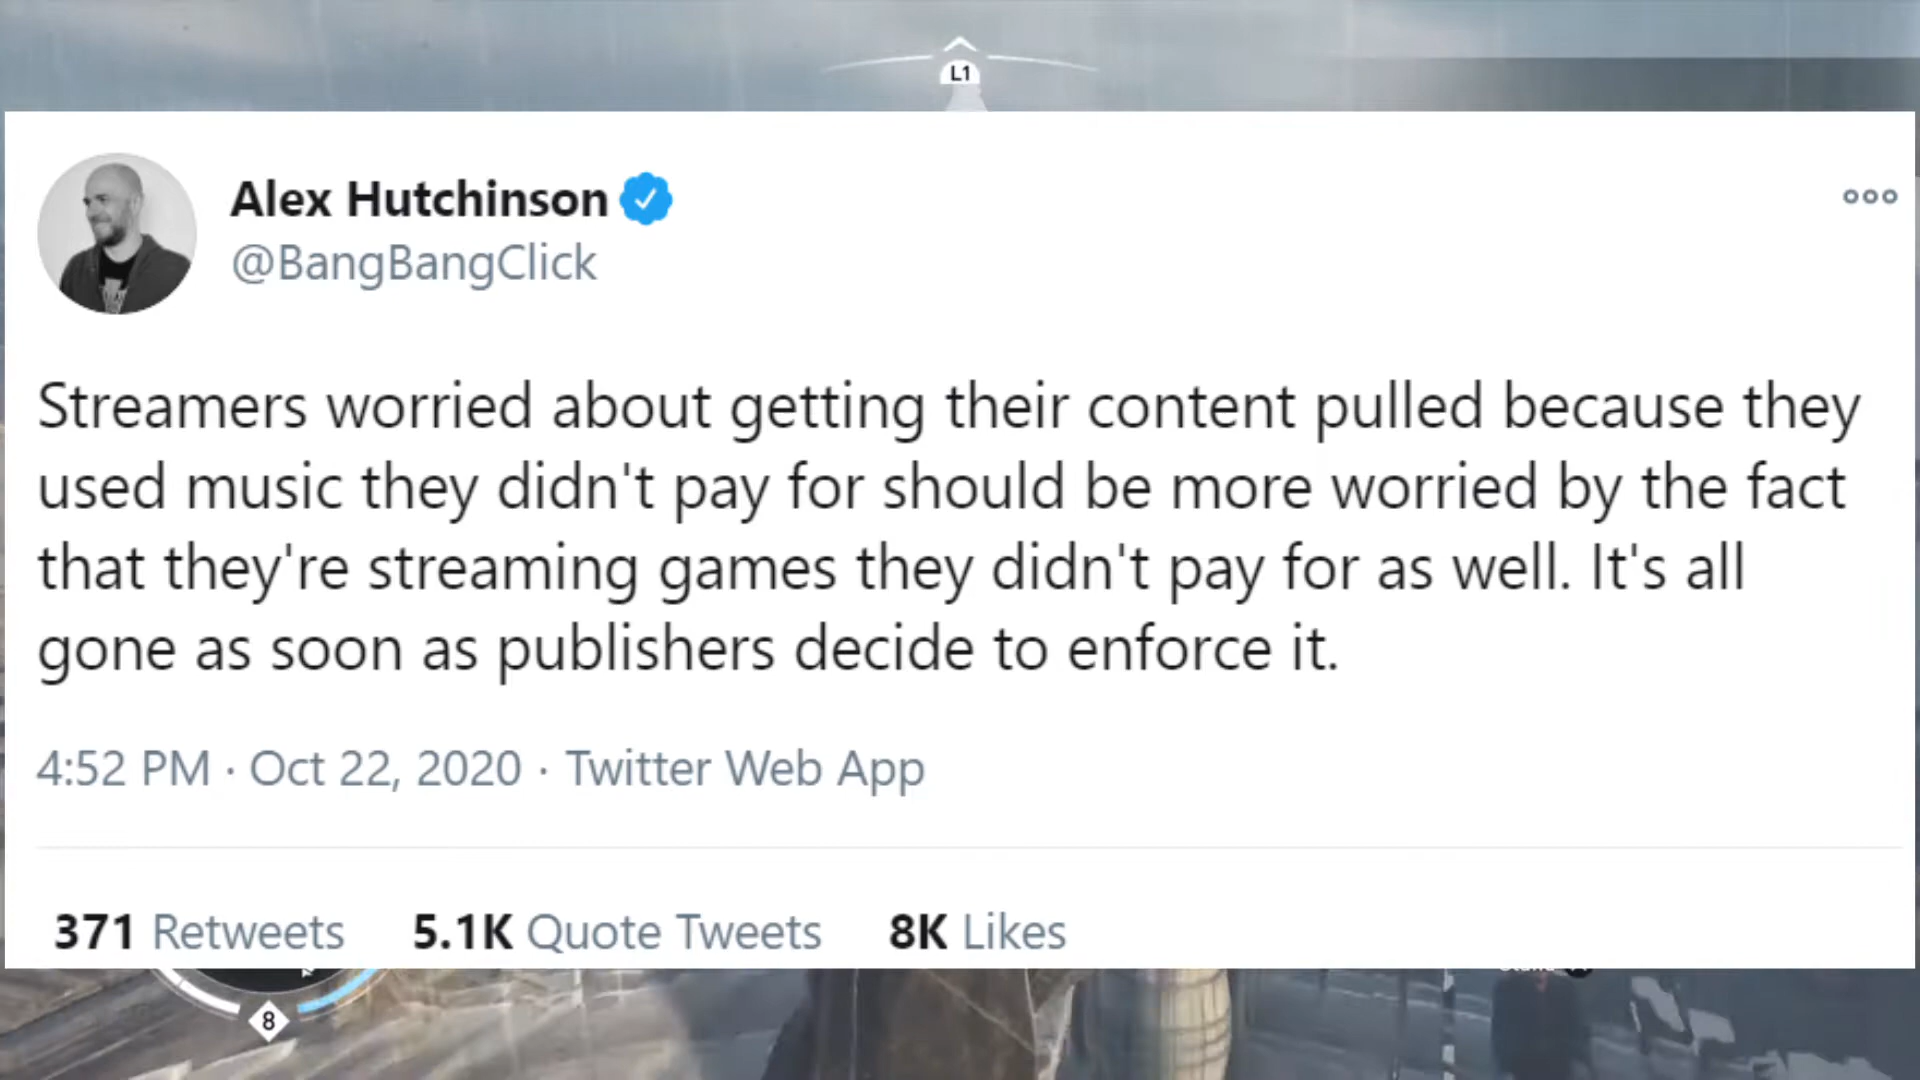 L1
Alex Hutchinson
@BangBangClick
Streamers worried about getting their content pulled because they
used music they didn't pay for should be more worried by the fact
that they're streaming games they didn't pay for as well. It's all
gone as soon as publishers decide to enforce it.
4:52 PM · Oct 22, 2020 · Twitter Web App
371 Retweets 5.1K Quote Tweets 8K Likes
8